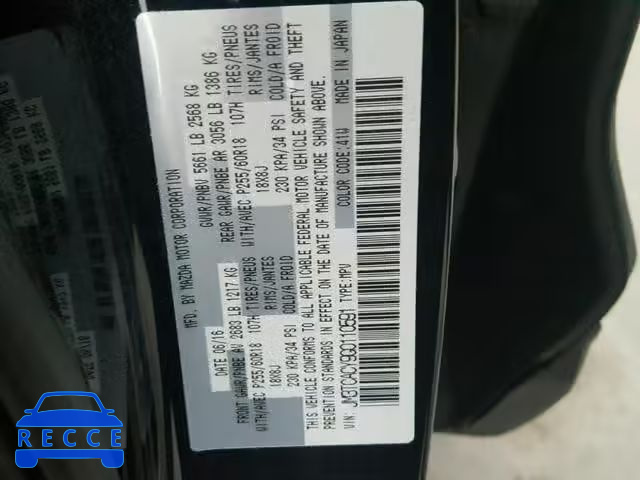 MFD. BY MAZDA MOTOR CORPORATION
06/16 GVWR/PNBV 5661 LB 2568 KG
FRONT GAWR/PNBE AV 2683 LB 1217 KG REAR GAWR/PNBE AR 3056 LB 1386 KG
WITH/AVEC P255/60R18 107H TIRES/PNEUS WITH/AVEC P255/60R18 107H TIRES/PNEUS
18X8J RIMS/JANTES 18X8J RIMS/JANTES
230 KPA/34 PSI COLD/A FROID 230 KPA/34 PSI COLD/A FROID
THIS VEHICLE CONFORMS TO ALL APPLICABLE FEDERAL MOTOR VEHICLE SAFETY AND THEFT
PREVENTION STANDARDS IN EFFECT ON THE DATE OF MANUFACTURE SHOWN ABOVE.
JM3TCACY9G0110591 TYPE:MPV COLOR CODE:41W MADE IN JAPAN
RECCE